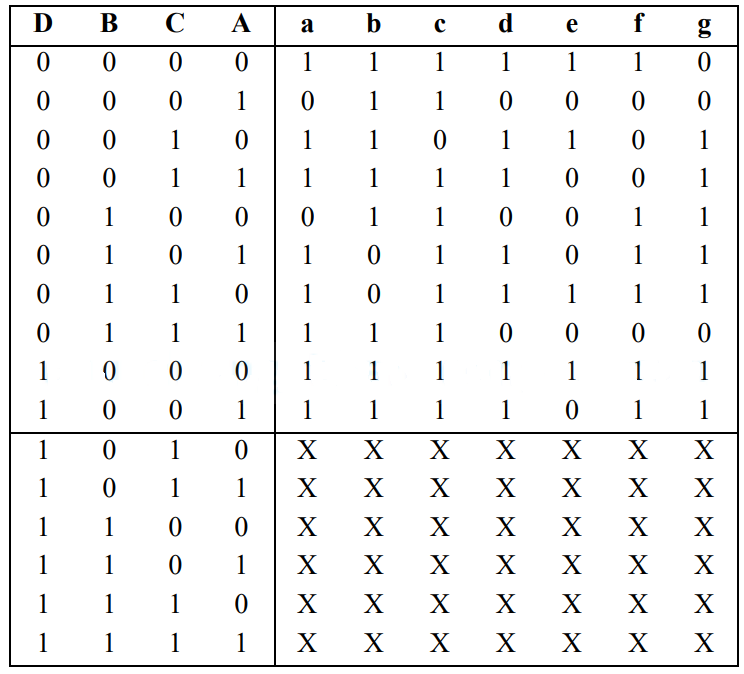 D B C A a b c d e f g
0 0 0 0 1 1 1 1 1 1 0
0 0 0 1 0 1 1 0 0 0 0
0 0 1 0 1 1 0 1 1 0 1
0 0 1 1 1 1 1 1 0 0 1
0 1 0 0 0 1 1 0 0 1 1
0 1 0 1 1 0 1 1 0 1 1
0 1 1 0 1 0 1 1 1 1 1
0 1 1 1 1 1 1 0 0 0 0
1 0 0 0 1 1 1 1 1 1 1
1 0 0 1 1 1 1 1 0 1 1
1 0 1 0 X X X X X X X
1 0 1 1 X X X X X X X
1 1 0 0 X X X X X X X
1 1 0 1 X X X X X X X
1 1 1 0 X X X X X X X
1 1 1 1 X X X X X X X